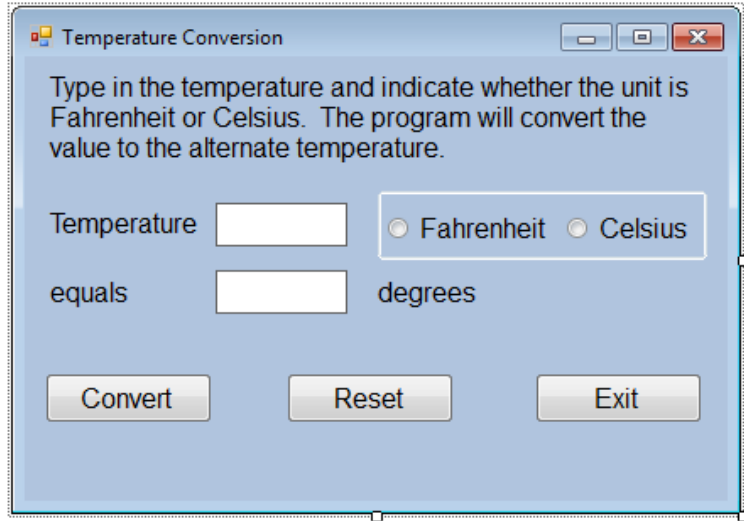 Temperature Conversion
Type in the temperature and indicate whether the unit is
Fahrenheit or Celsius.  The program will convert the
value to the alternate temperature.
Temperature Fahrenheit Celsius
equals degrees
Convert Reset Exit